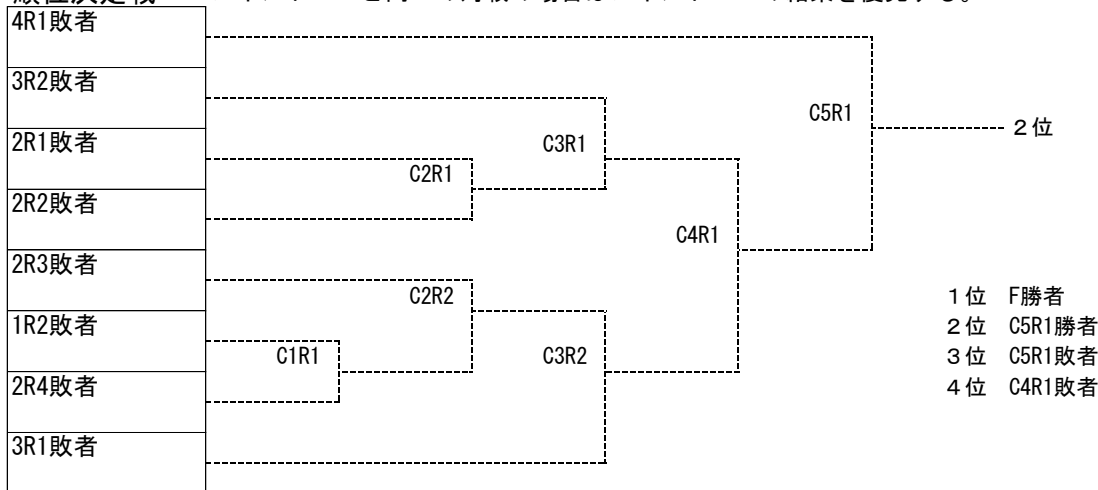 4R1敗者
3R2敗者
C5R1
2位
2R1敗者
C3R1
C2R1
2R2敗者
C4R1
2R3敗者
C2R2
1位 F勝者
1R2敗者
2位 C5R1勝者
C1R1
C3R2
3位 C5R1敗者
2R4敗者
4位 C4R1敗者
3R1敗者